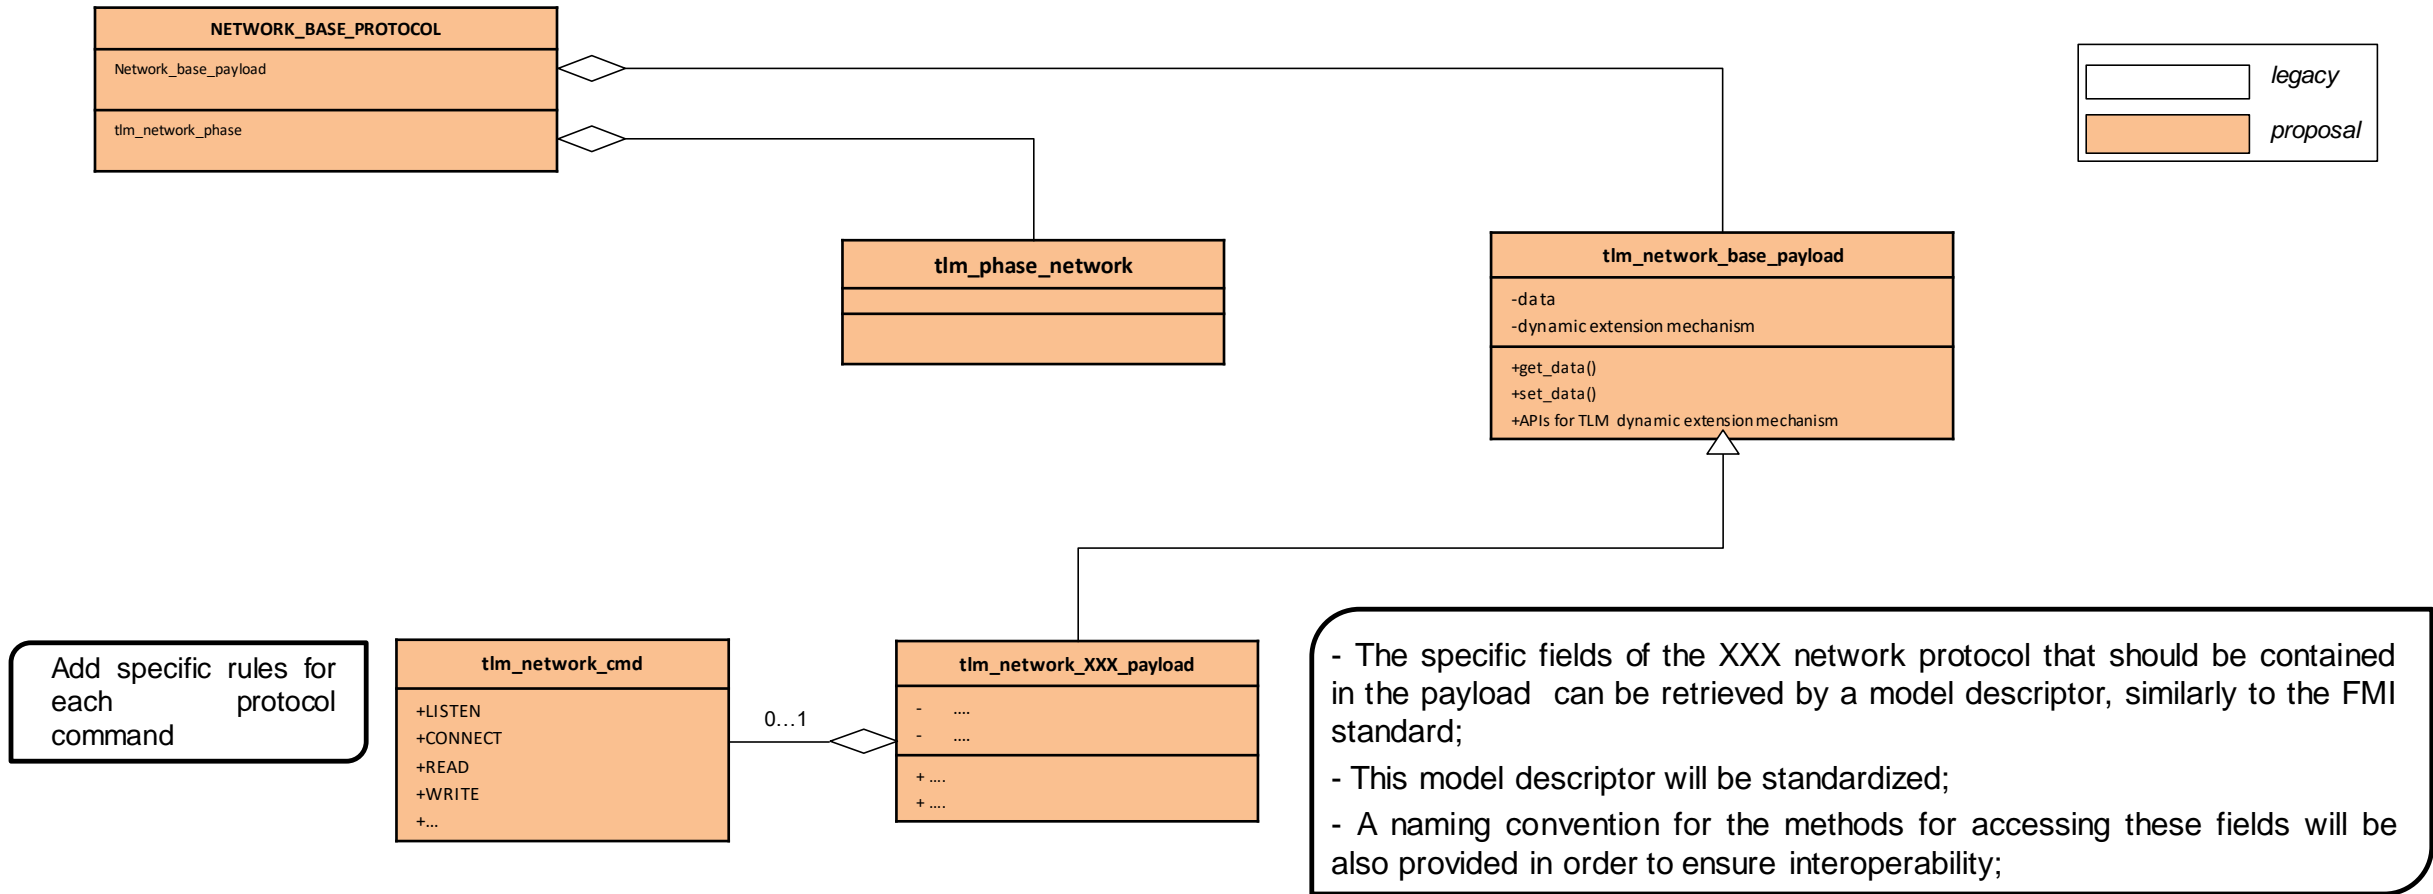 NETWORK_BASE_PROTOCOL
Network_base_payload
tlm_network_phase
legacy
proposal
tlm_phase_network
tlm_network_base_payload
-data
-dynamic extension mechanism
+get_data()
+set_data()
+APIs for TLM dynamic extension mechanism
Add specific rules for
each protocol
command
tlm_network_cmd
+LISTEN
+CONNECT
+READ
+WRITE
+...
0...1
tlm_network_XXX_payload
- ....
- ....
+ ....
+ ....
- The specific fields of the XXX network protocol that should be contained
in the payload can be retrieved by a model descriptor, similarly to the FMI
standard;
- This model descriptor will be standardized;
- A naming convention for the methods for accessing these fields will be
also provided in order to ensure interoperability;